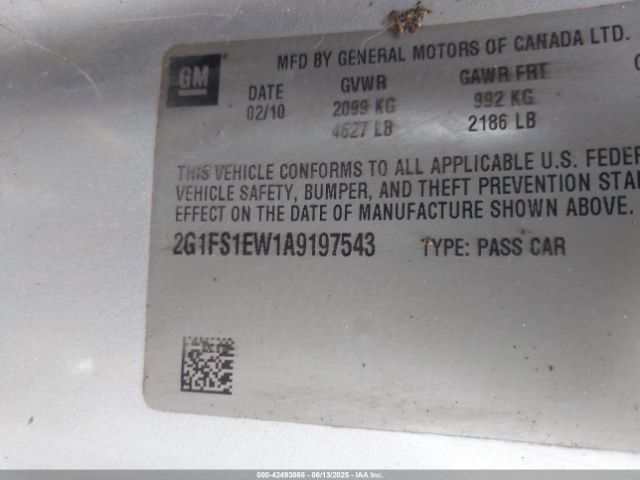 MFD BY GENERAL MOTORS OF CANADA LTD.
GM
DATE GVWR GAWR FRT
02/10 2099 KG 992 KG
4627 LB 2186 LB
THIS VEHICLE CONFORMS TO ALL APPLICABLE U.S. FEDER
VEHICLE SAFETY, BUMPER, AND THEFT PREVENTION STA
EFFECT ON THE DATE OF MANUFACTURE SHOWN ABOVE.
2G1FS1EW1A9197543 TYPE: PASS CAR
000-42493868 - 06/13/2025 - IAA Inc.